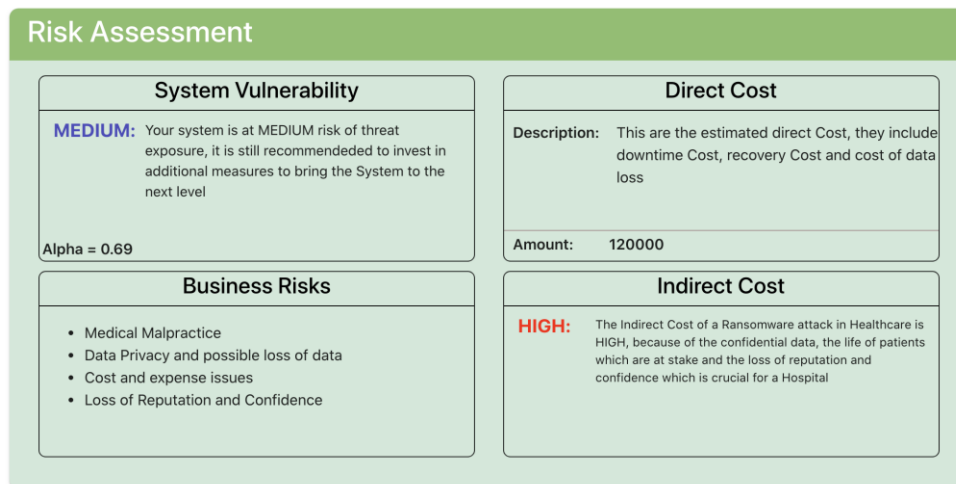 Risk Assessment
System Vulnerability
MEDIUM: Your system is at MEDIUM risk of threat
exposure, it is still recommendeded to invest in
additional measures to bring the System to the
next level
Alpha = 0.69
Direct Cost
Description: This are the estimated direct Cost, they include
downtime Cost, recovery Cost and cost of data
loss
Amount: 120000
Business Risks
• Medical Malpractice
• Data Privacy and possible loss of data
• Cost and expense issues
• Loss of Reputation and Confidence
Indirect Cost
HIGH: The Indirect Cost of a Ransomware attack in Healthcare is
HIGH, because of the confidential data, the life of patients
which are at stake and the loss of reputation and
confidence which is crucial for a Hospital